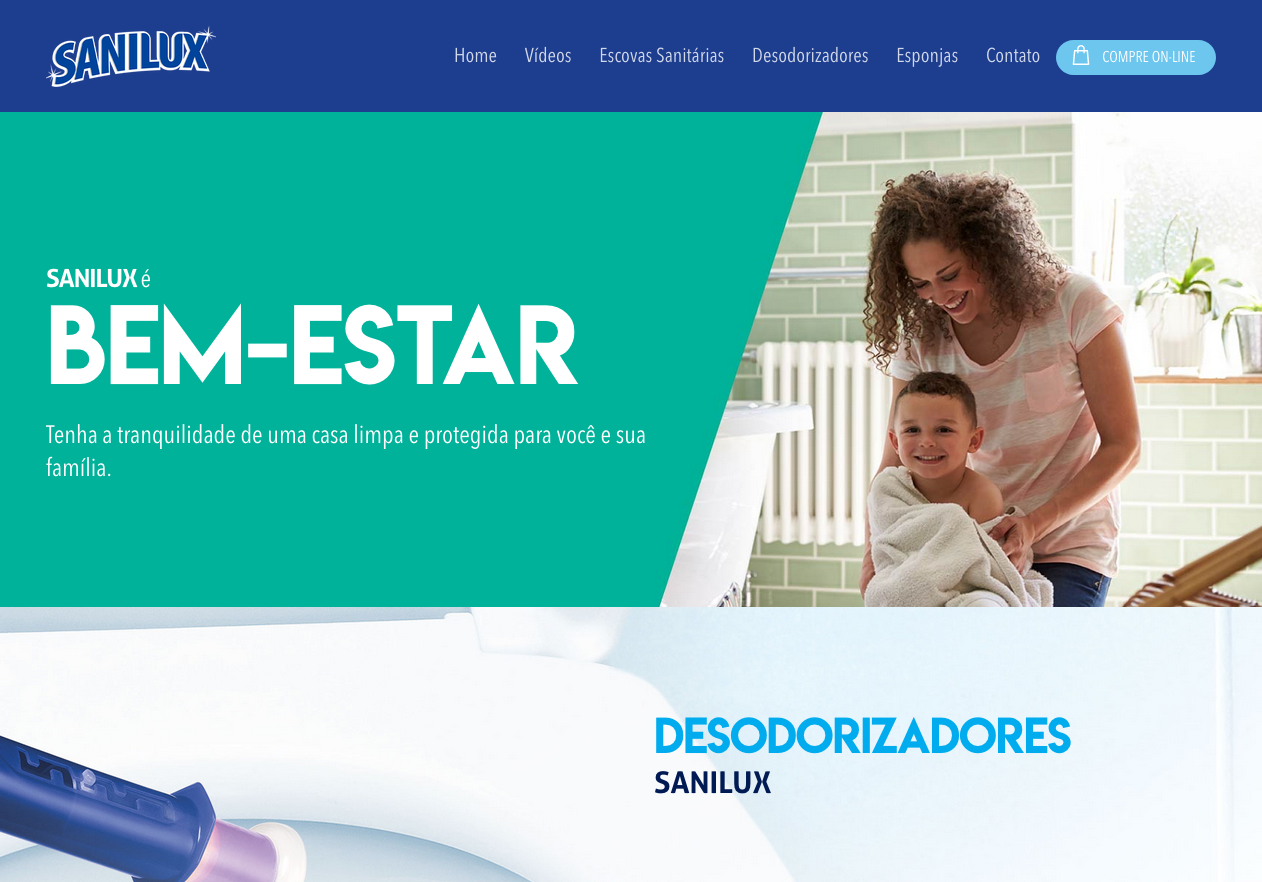 SANILUX
Home
Vídeos
Escovas Sanitárias
Desodorizadores
Esponjas
Contato
COMPRE ON-LINE
SANILUX é
BEM-ESTAR
Tenha a tranquilidade de uma casa limpa e protegida para você e sua
família.
DESODORIZADORES
SANILUX